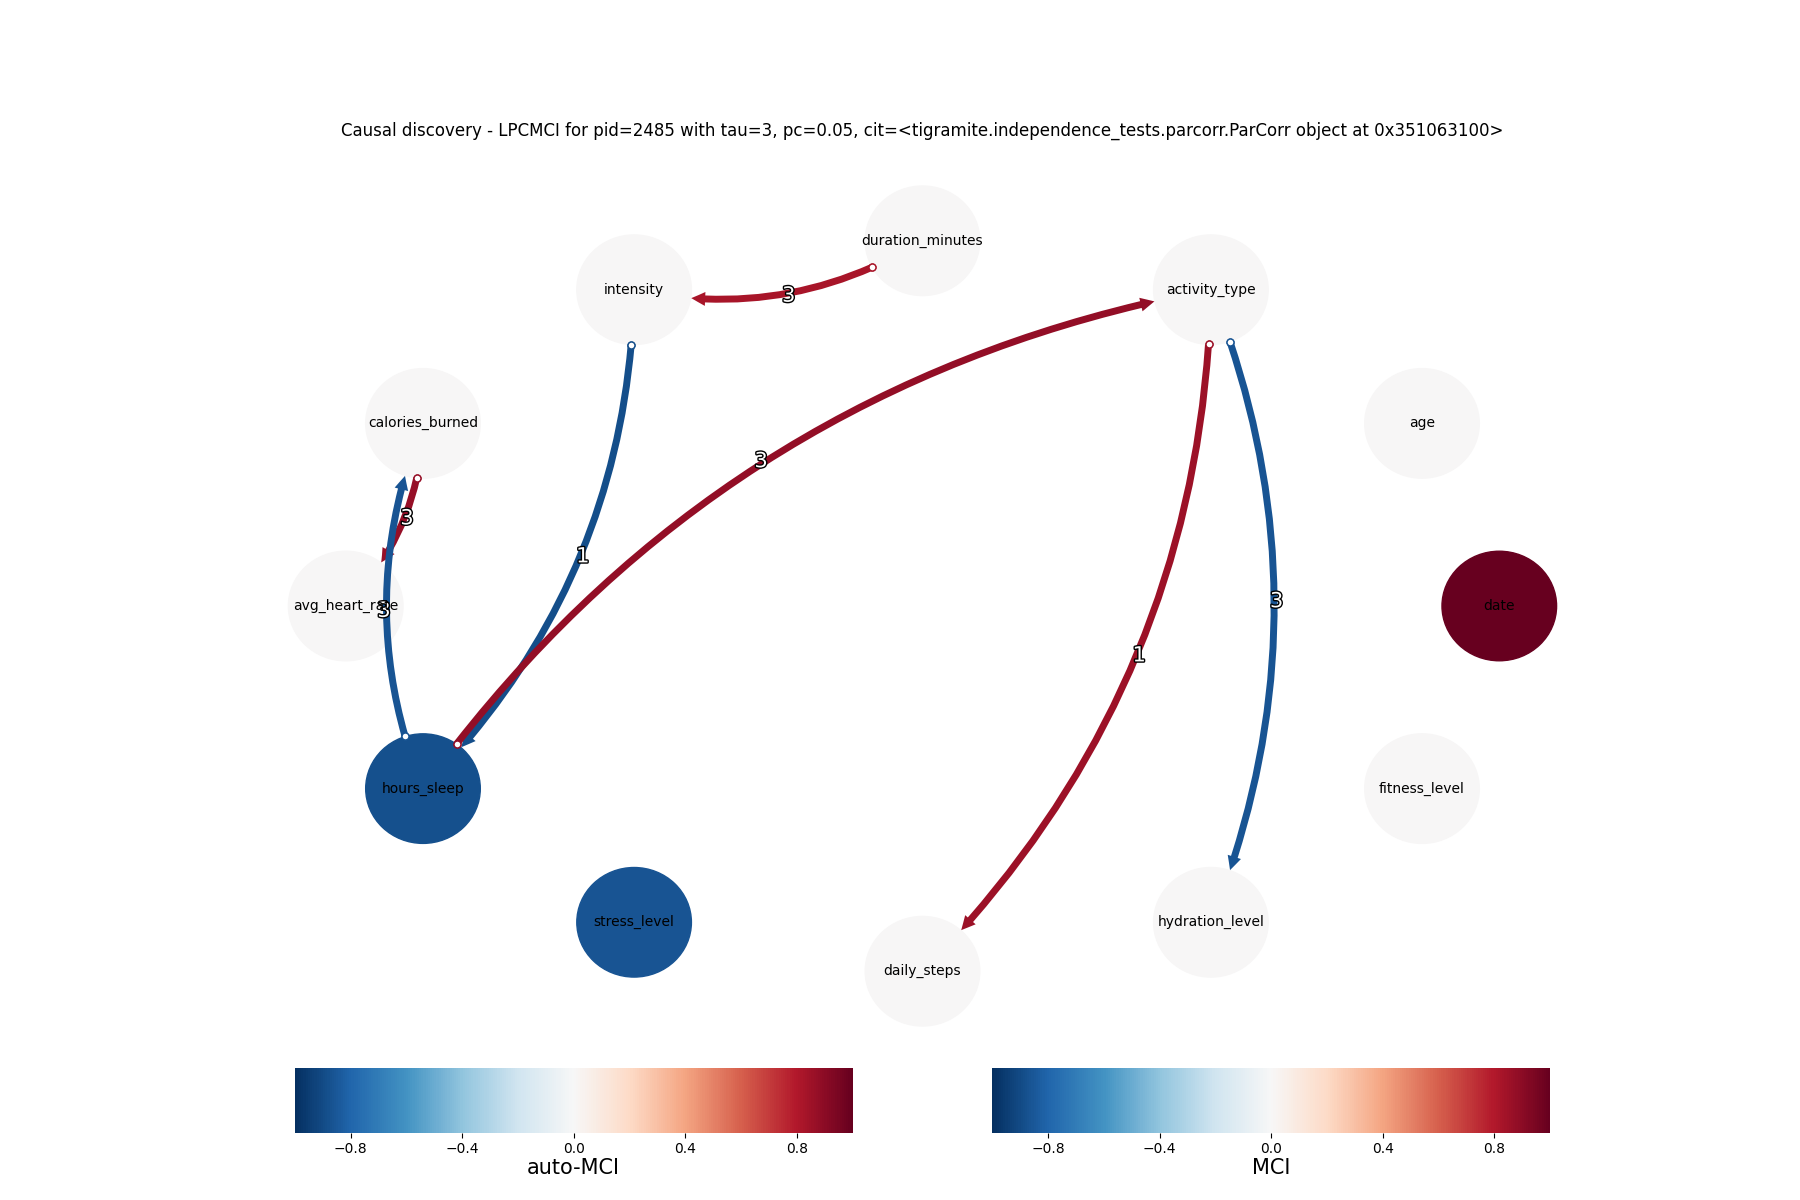 Causal discovery - LPCMCI for pid=2485 with tau=3, pc=0.05, cit=<tigramite.independence_tests.parcorr.ParCorr object at 0x351063100>
duration_minutes
intensity
activity_type
3
calories_burned
age
3
3
1
3
avg_heart_rate
3
date
1
hours_sleep
fitness_level
stress_level
hydration_level
daily_steps
−0.8 −0.4 0.0 0.4 0.8
auto-MCI
−0.8 −0.4 0.0 0.4 0.8
MCI